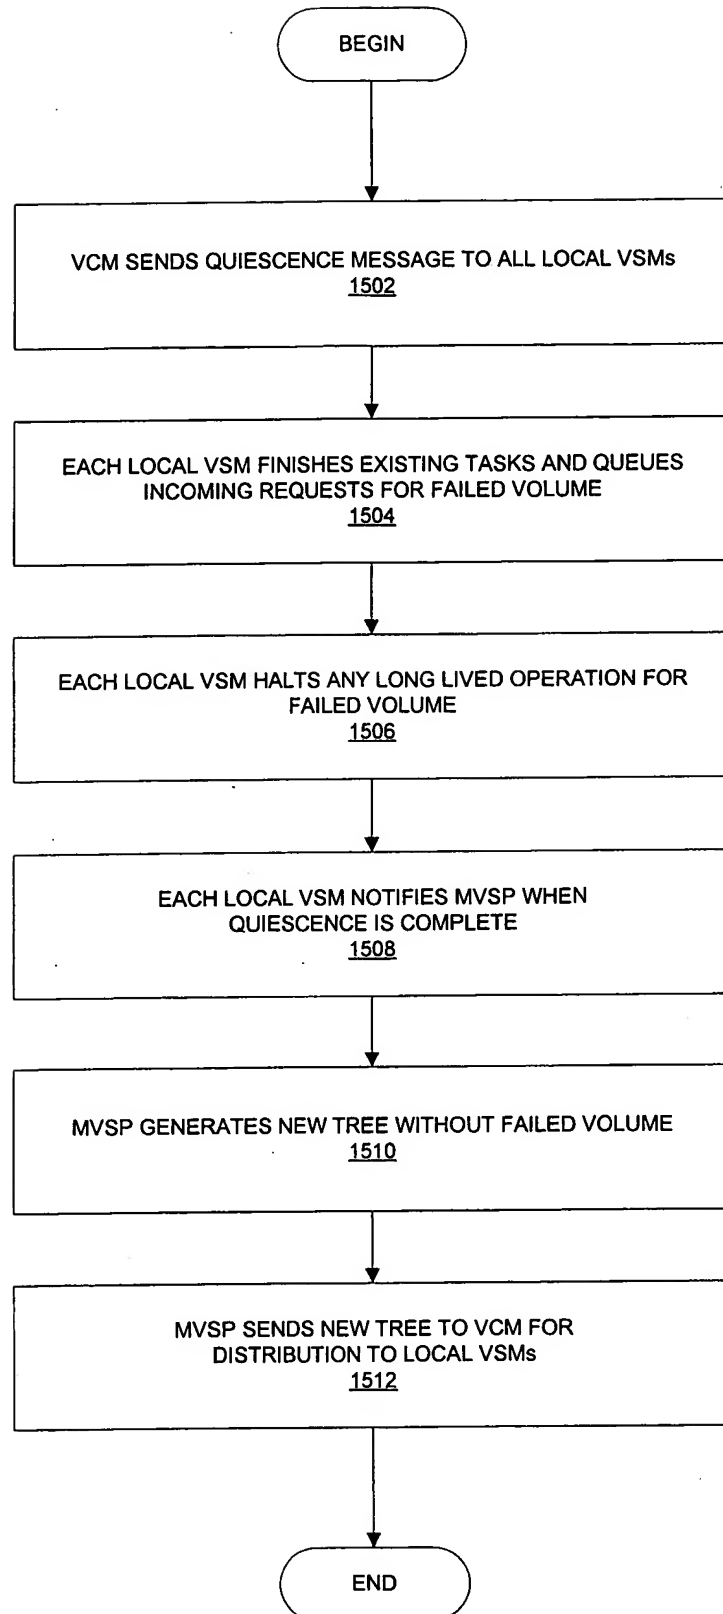 BEGIN
VCM SENDS QUIESCENCE MESSAGE TO ALL LOCAL VSMs
1502
EACH LOCAL VSM FINISHES EXISTING TASKS AND QUEUES
INCOMING REQUESTS FOR FAILED VOLUME
1504
EACH LOCAL VSM HALTS ANY LONG LIVED OPERATION FOR
FAILED VOLUME
1506
EACH LOCAL VSM NOTIFIES MVSP WHEN
QUIESCENCE IS COMPLETE
1508
MVSP GENERATES NEW TREE WITHOUT FAILED VOLUME
1510
MVSP SENDS NEW TREE TO VCM FOR
DISTRIBUTION TO LOCAL VSMs
1512
END